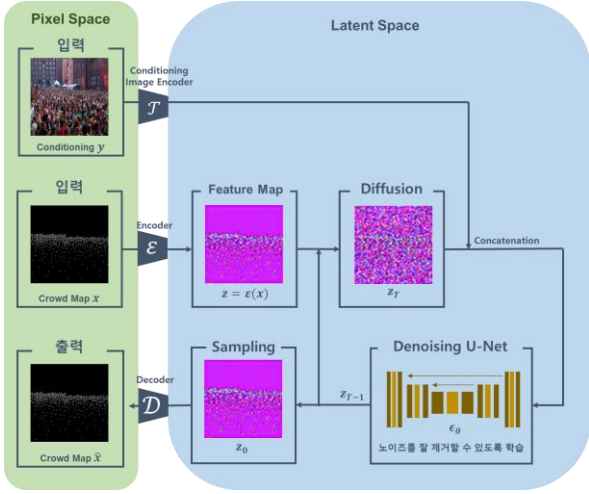 Pixel Space
Latent Space
입력
Conditioning y
Conditioning
Image Encoder
𝒯
입력
Crowd Map x
Encoder
ℰ
Feature Map
z = ε(x)
Diffusion
z_T
Concatenation
출력
Crowd Map x̂
Decoder
𝒟
Sampling
z_0
z_{T−1}
Denoising U-Net
ϵ_θ
노이즈를 잘 제거할 수 있도록 학습